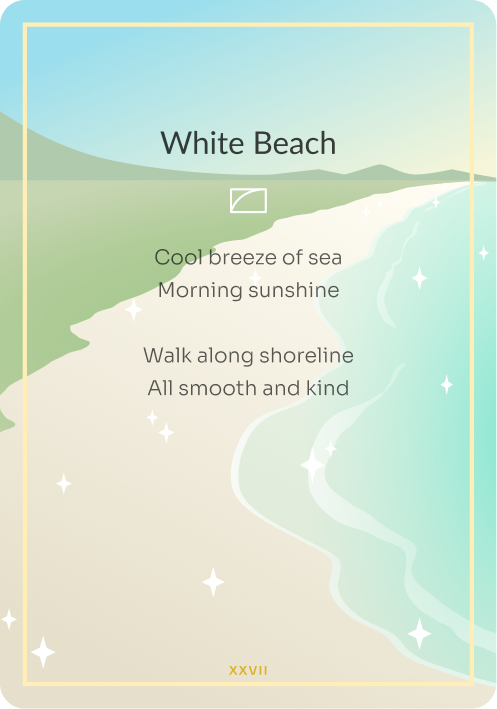 White Beach
Cool breeze of sea
Morning sunshine
Walk along shoreline
All smooth and kind
XXVII